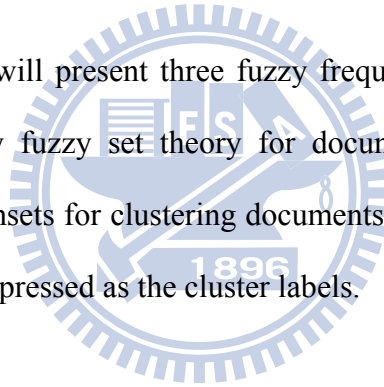 will present three fuzzy frequ
fuzzy set theory for docum
nsets for clustering documents
pressed as the cluster labels.
E S A
1896